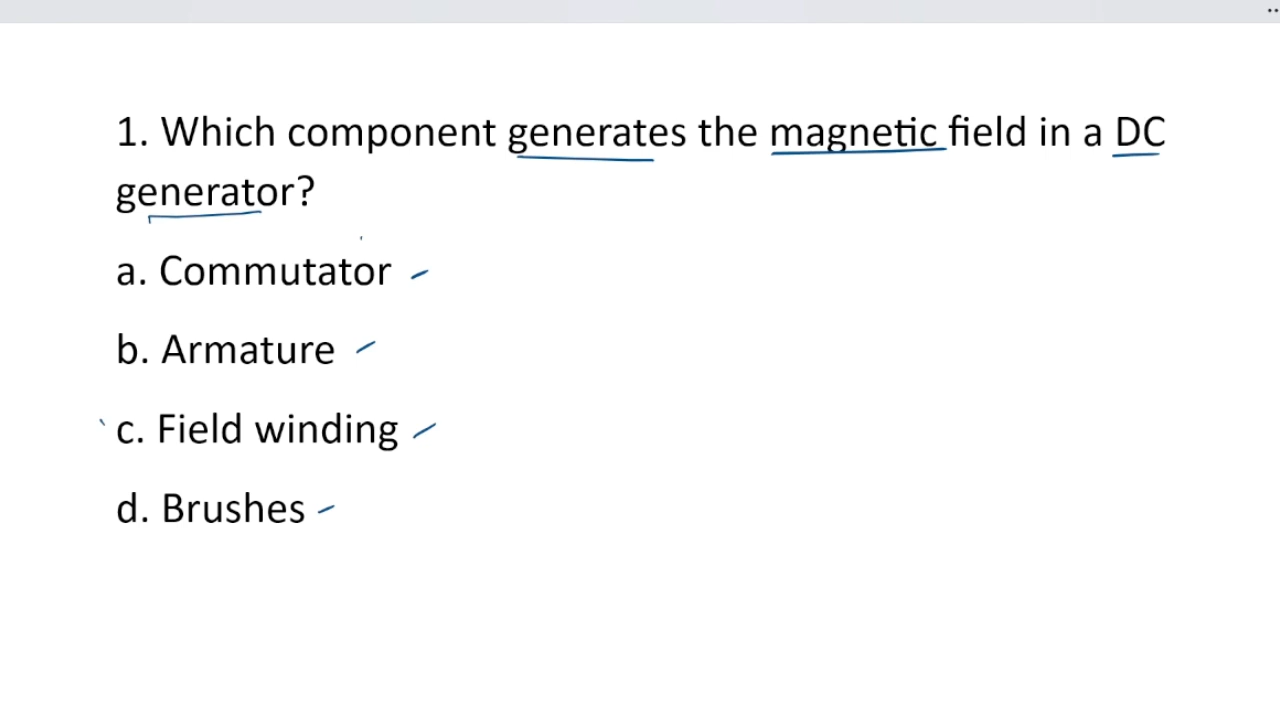 1. Which component generates the magnetic field in a DC
generator?
a. Commutator
b. Armature
c. Field winding
d. Brushes